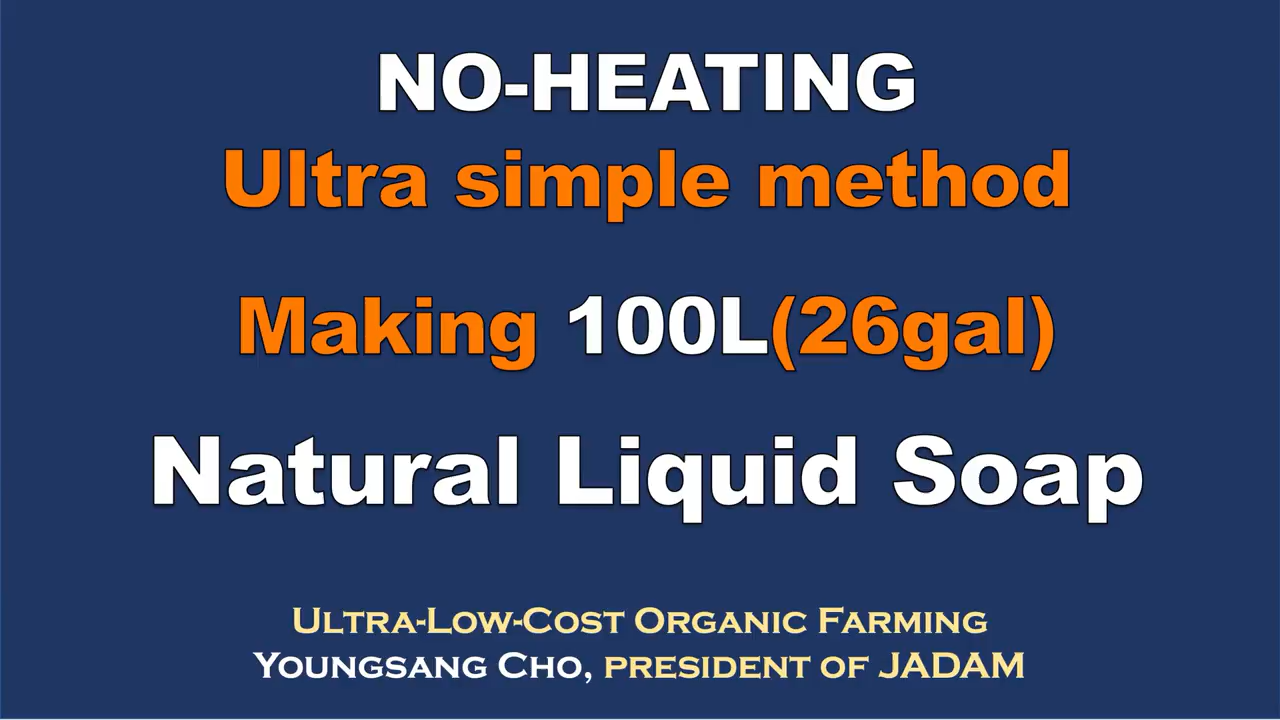 NO-HEATING
Ultra simple method
Making 100L(26gal)
Natural Liquid Soap
Ultra-Low-Cost Organic Farming
Youngsang Cho, president of JADAM